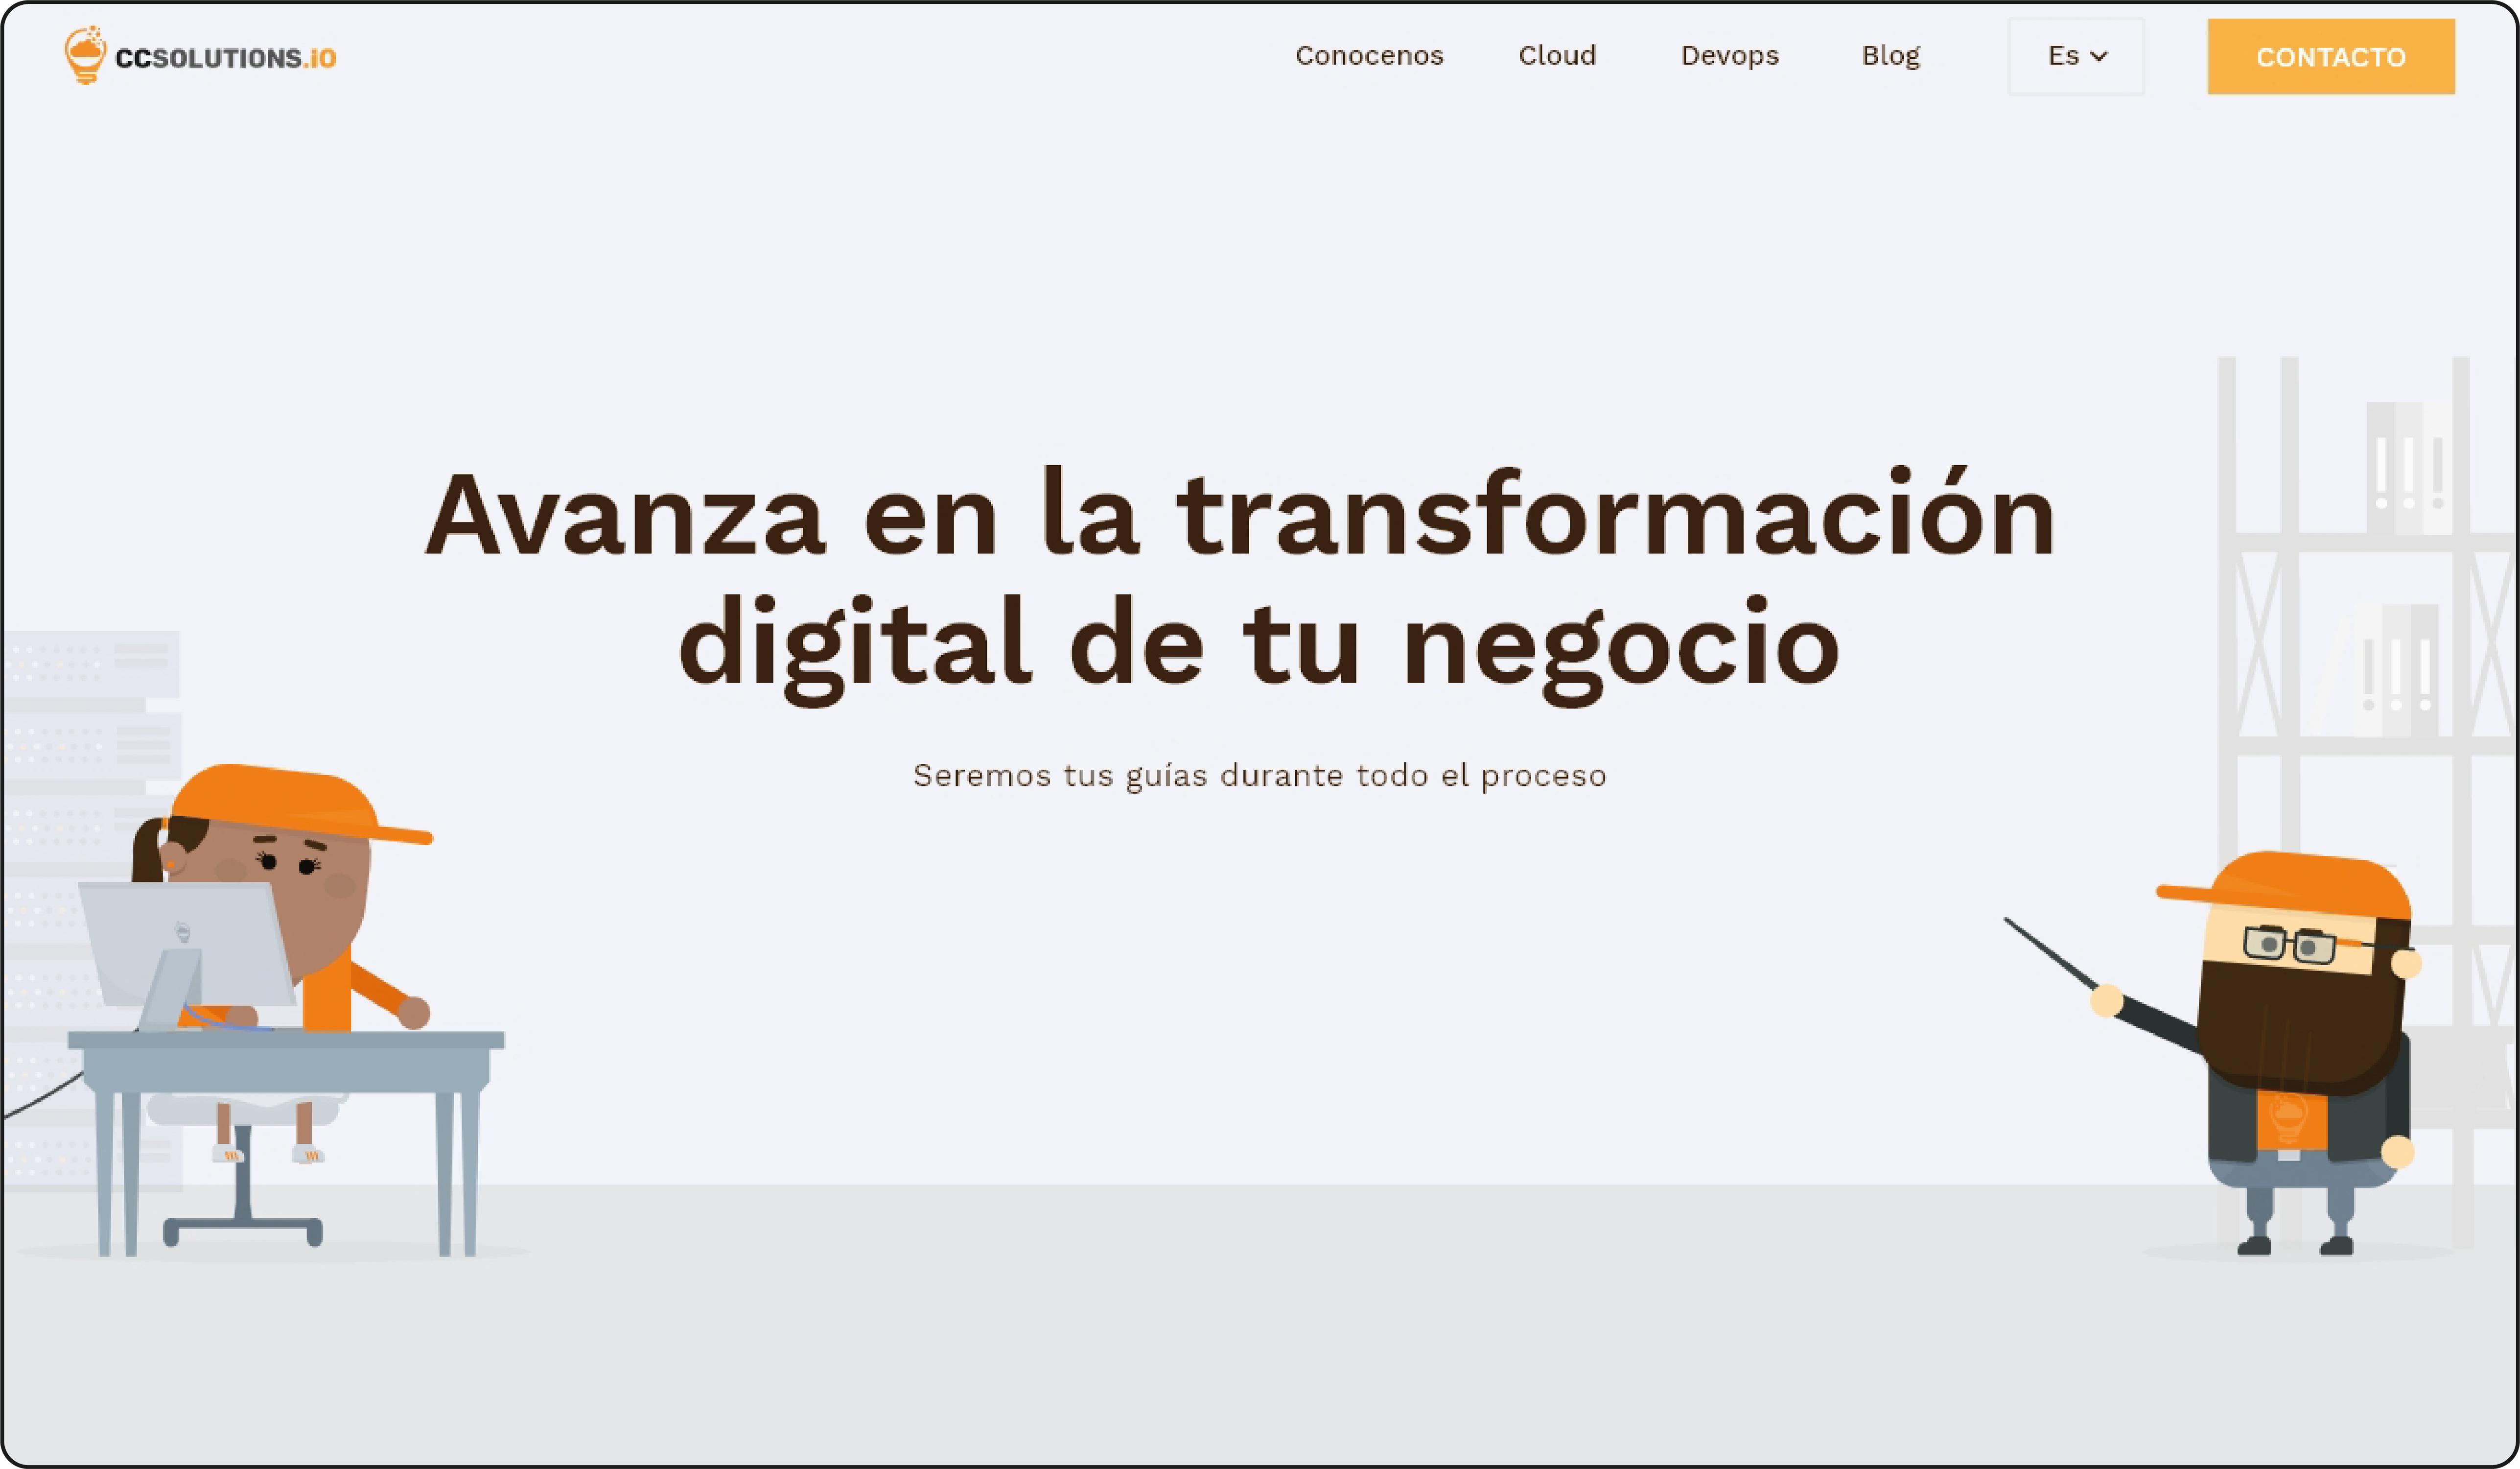 CCSOLUTIONS.iO
Conocenos
Cloud
Devops
Blog
Es
CONTACTO
Avanza en la transformación
digital de tu negocio
Seremos tus guías durante todo el proceso